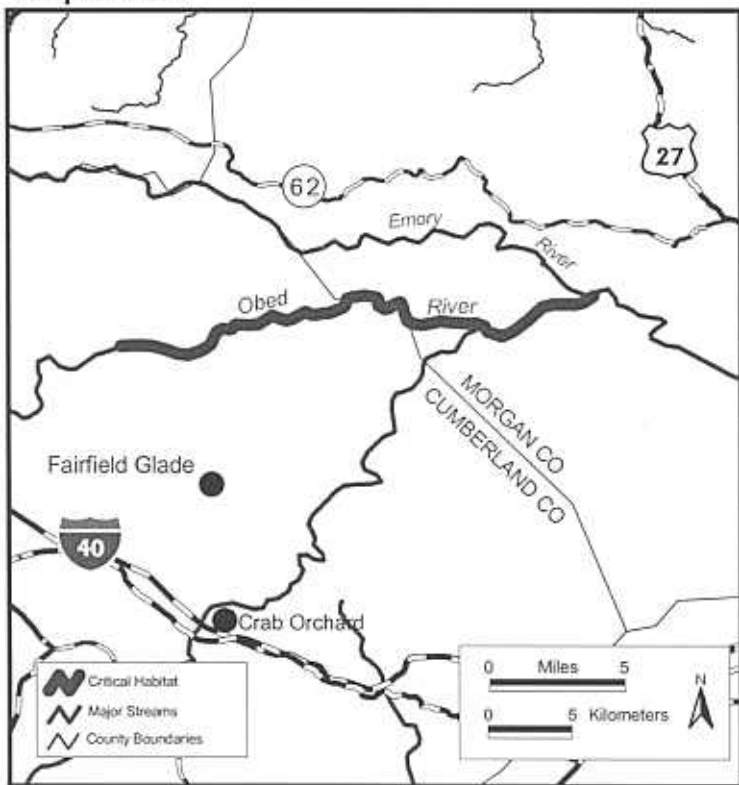 27
62
Emory
River
Obed
River
MORGAN CO
CUMBERLAND CO
Fairfield Glade
40
Crab Orchard
Critical Habitat
Major Streams
County Boundaries
0 Miles 5
0 5 Kilometers
N